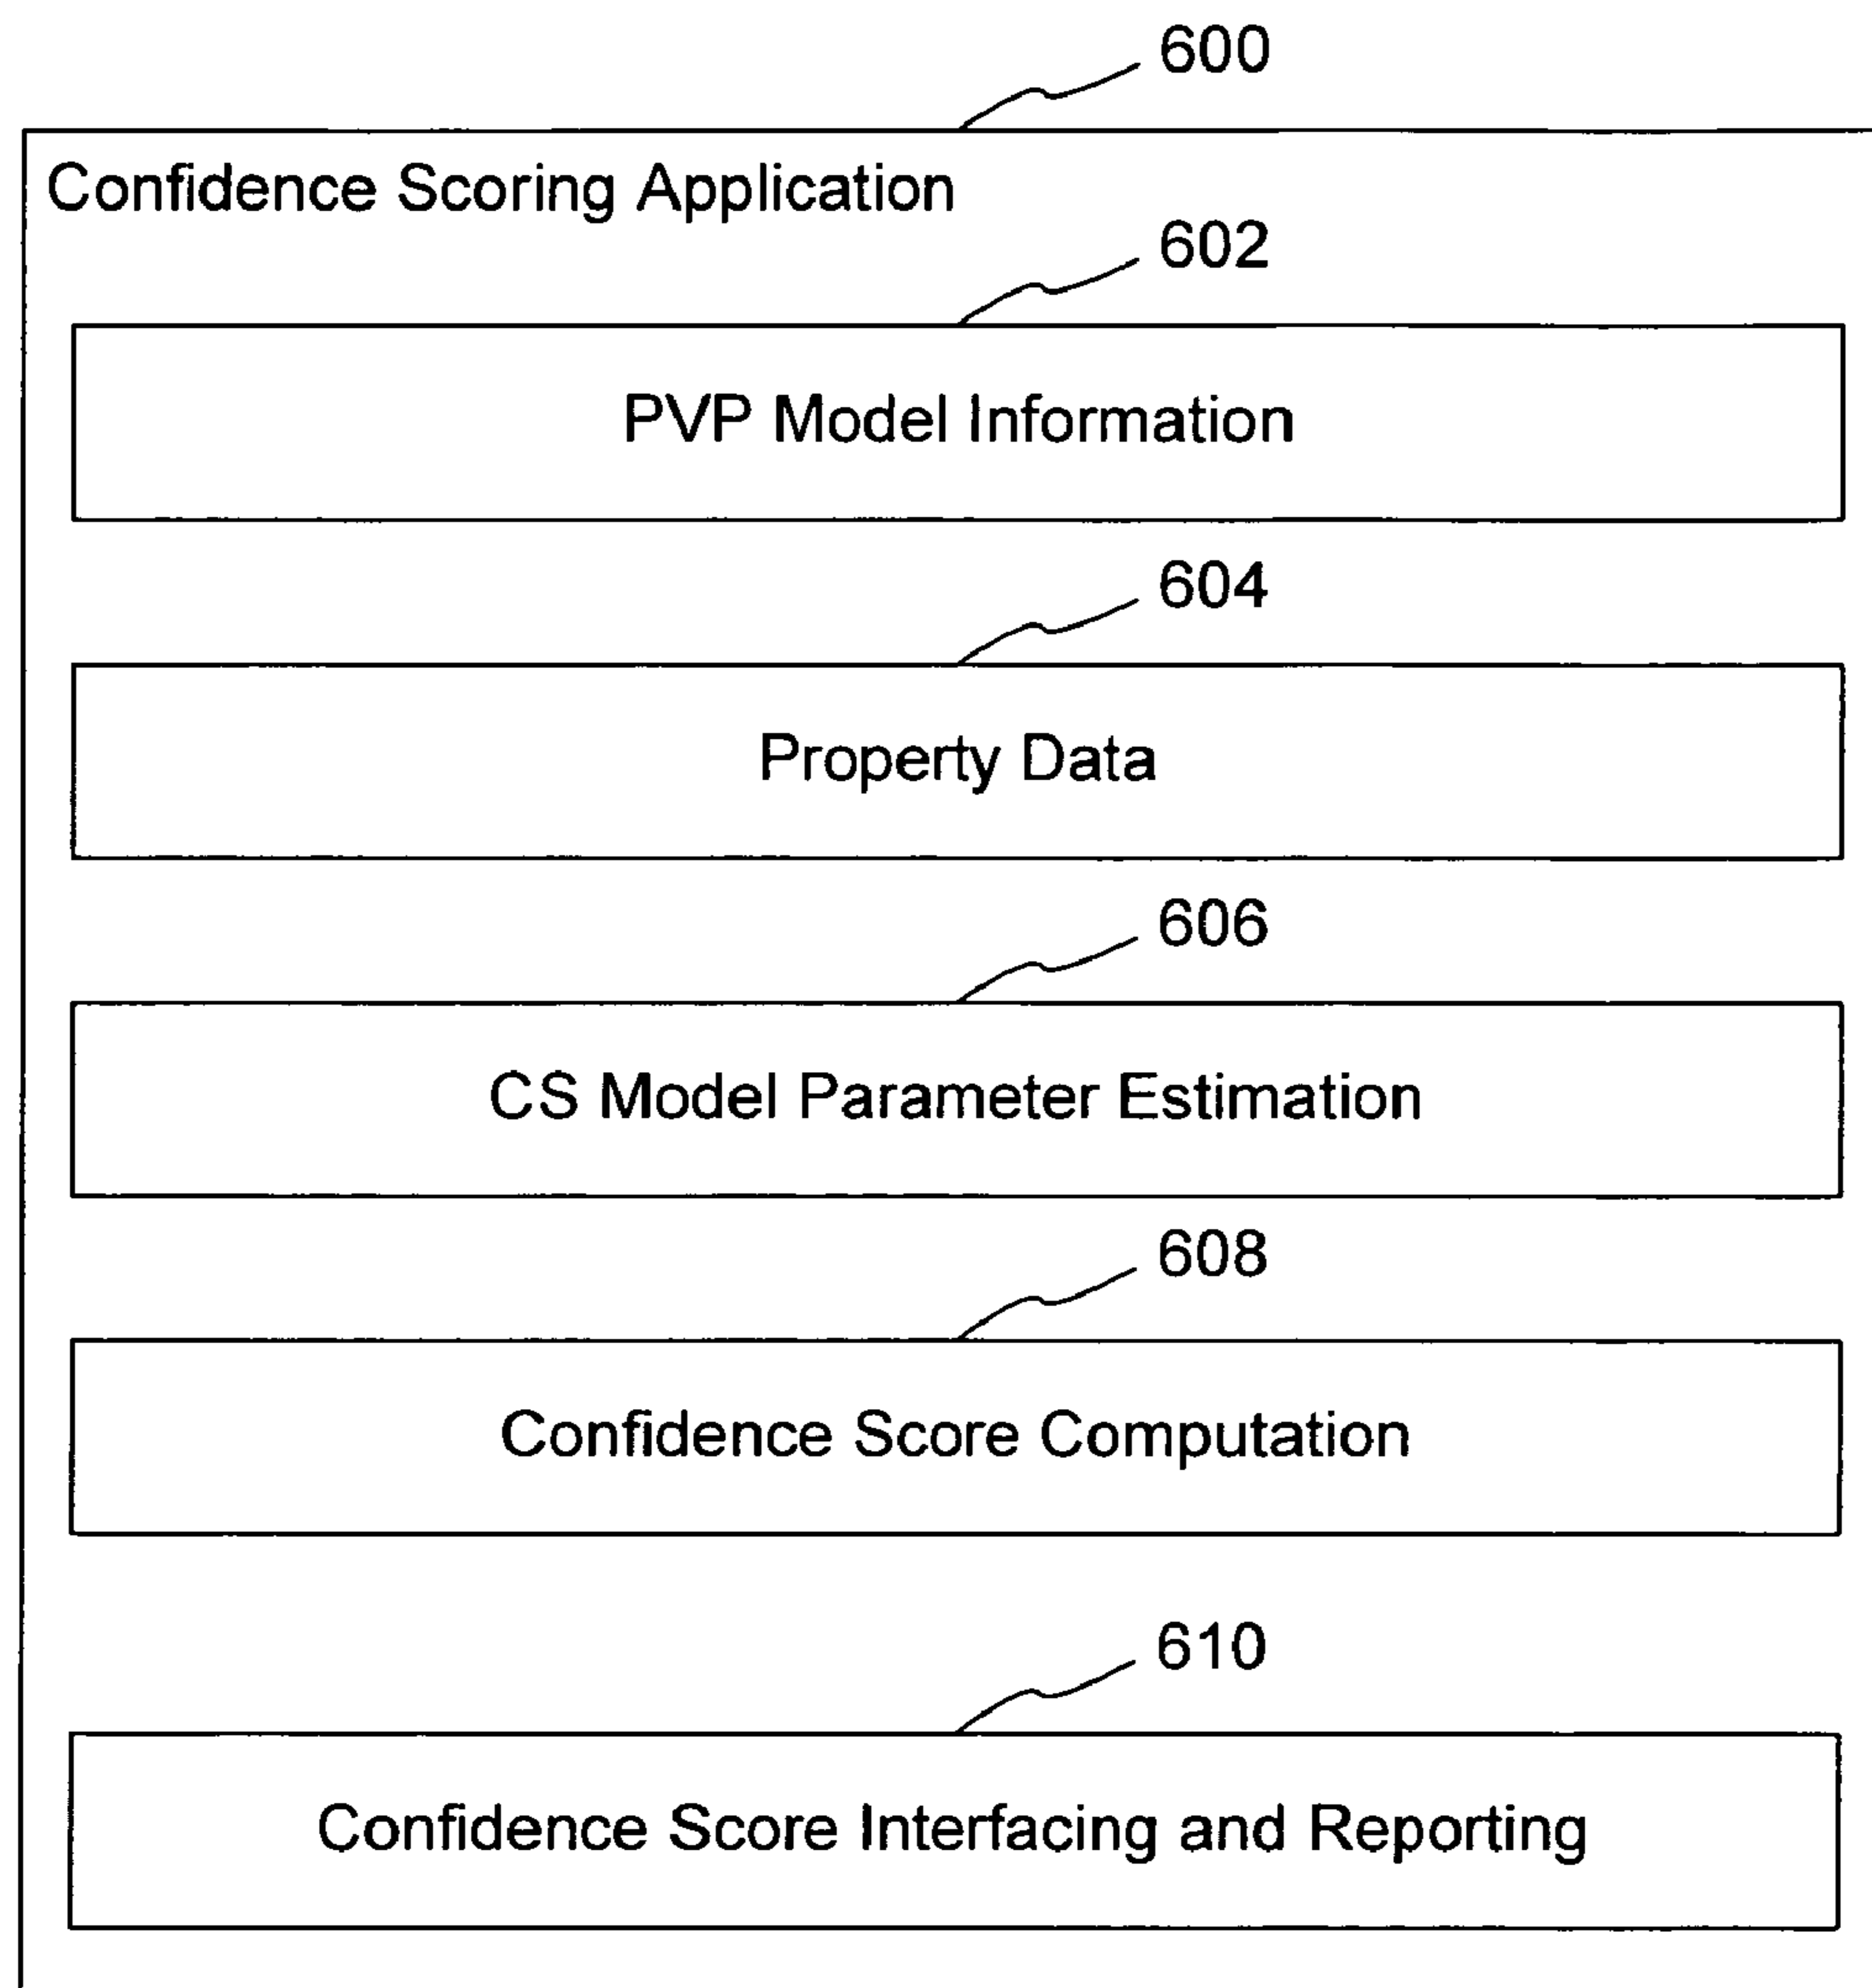 600
Confidence Scoring Application
602
PVP Model Information
604
Property Data
606
CS Model Parameter Estimation
608
Confidence Score Computation
610
Confidence Score Interfacing and Reporting